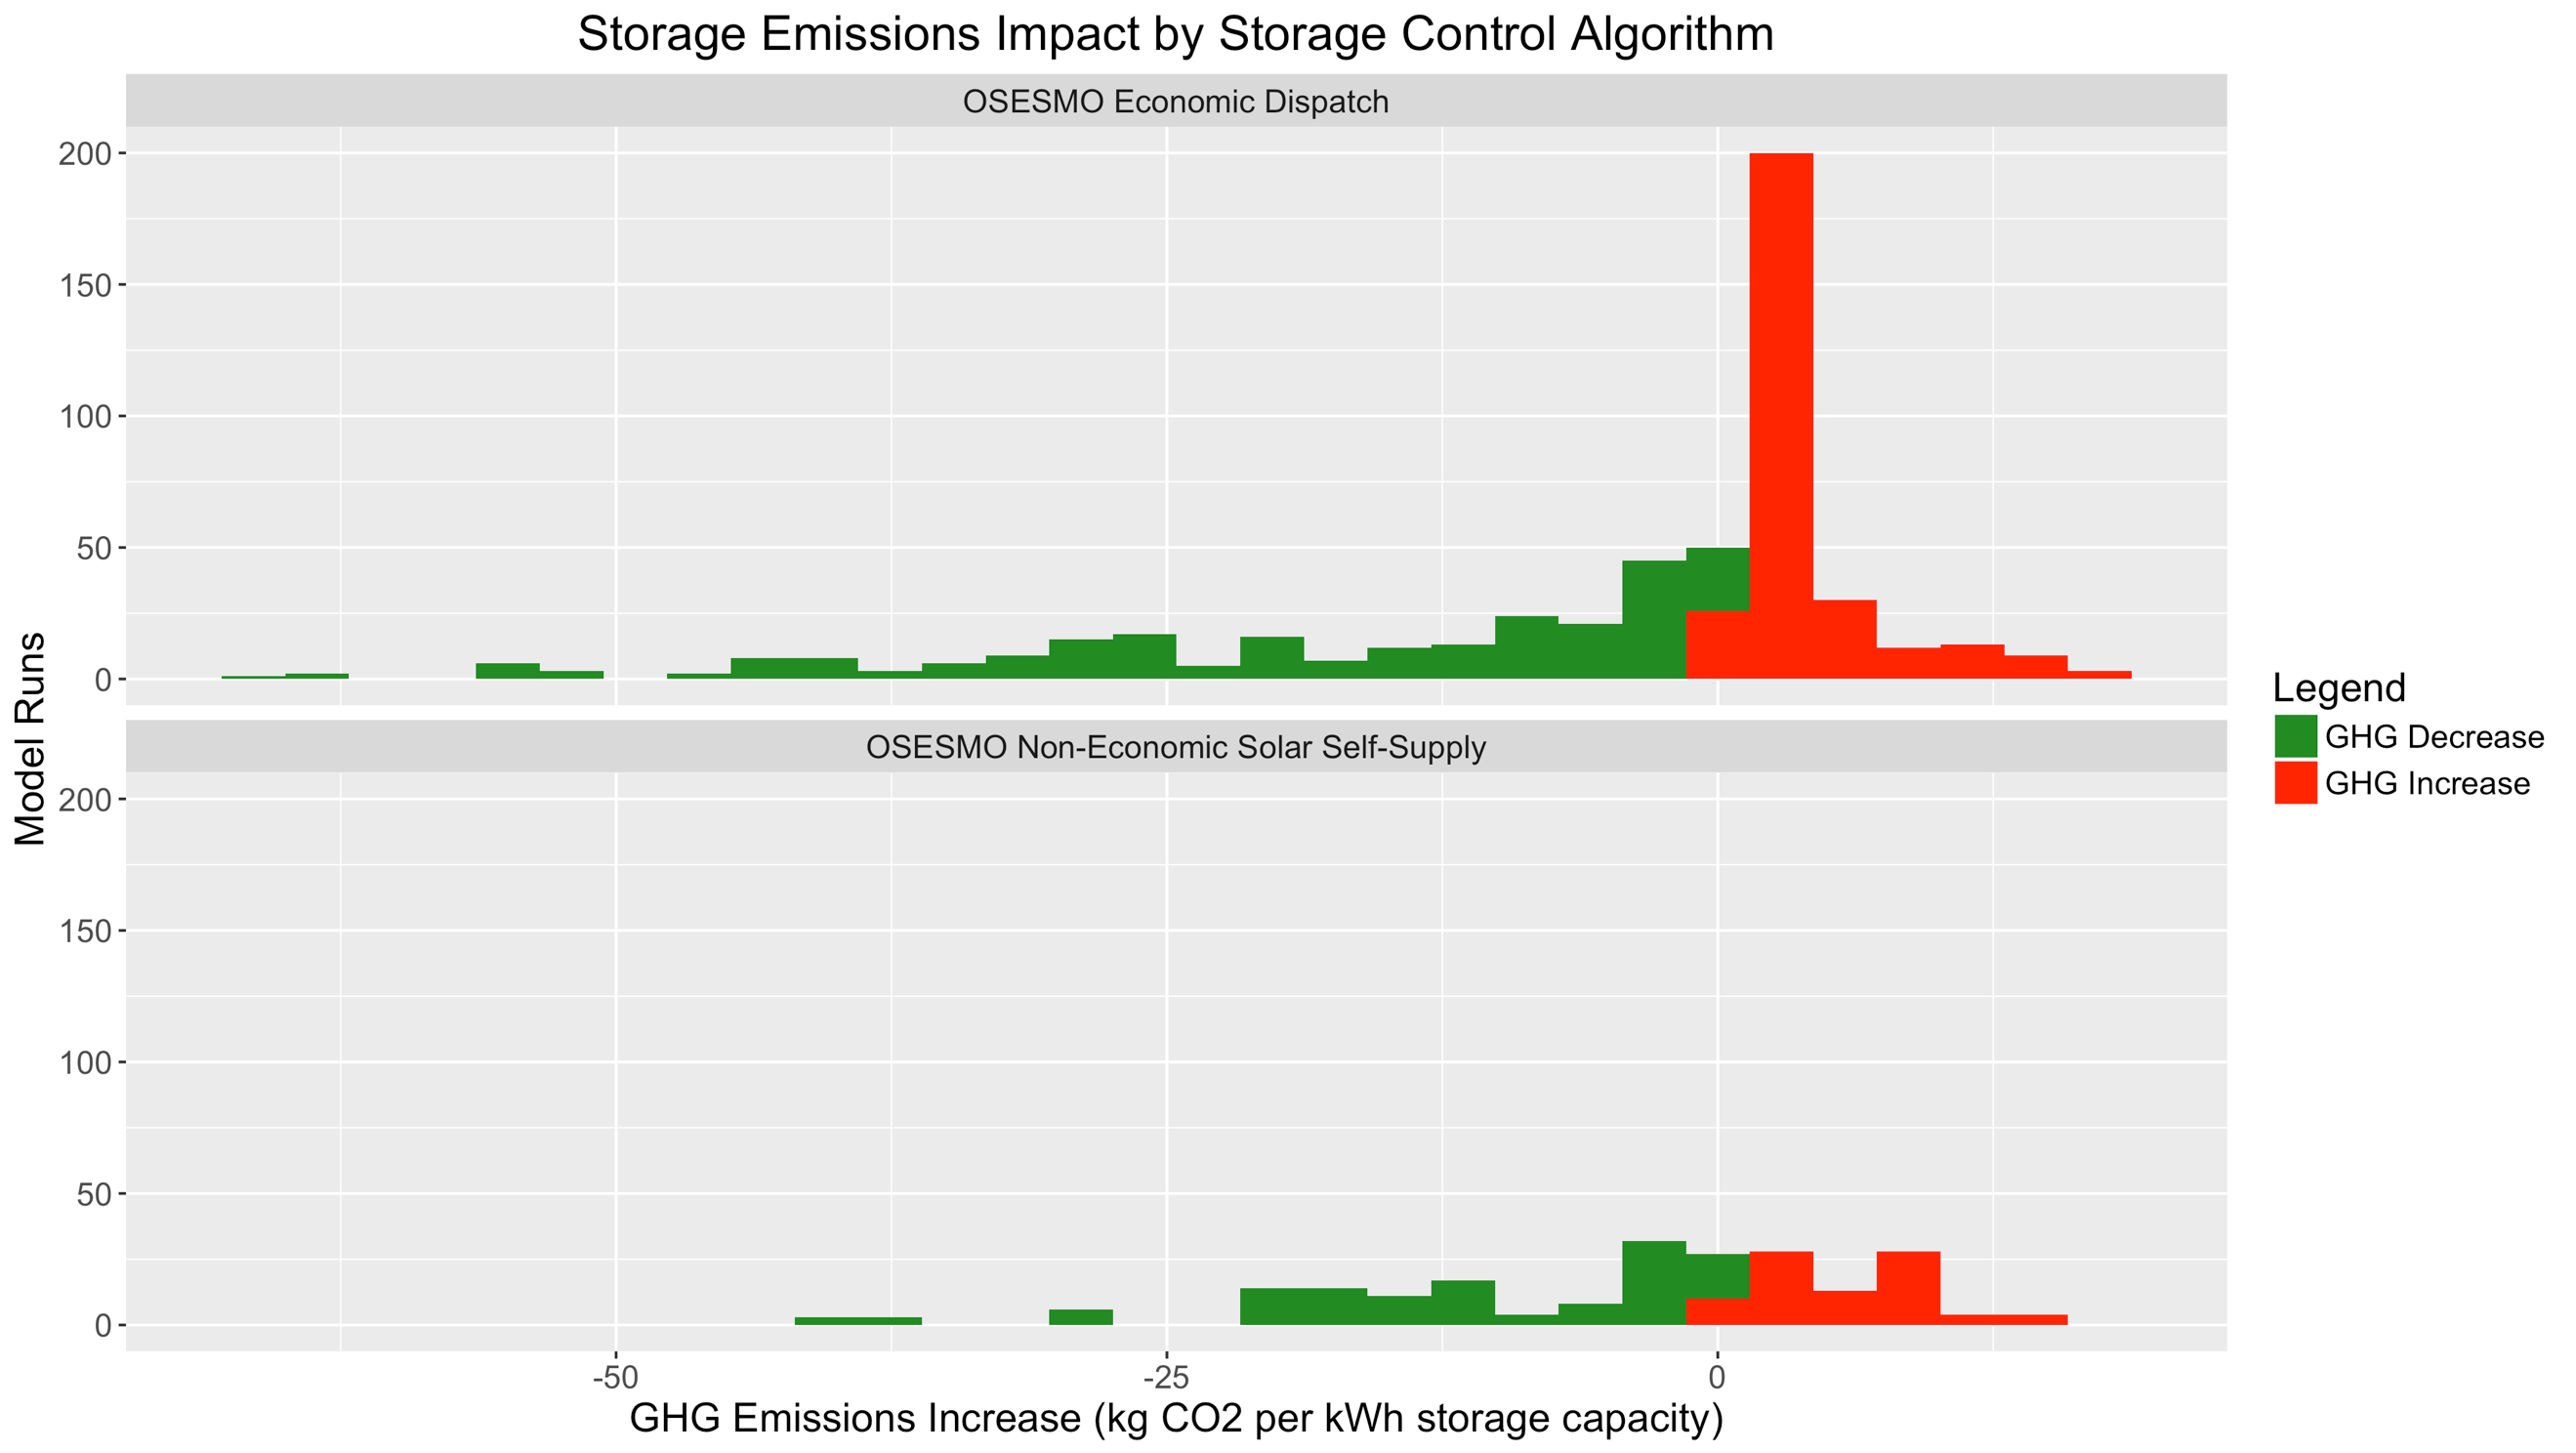 Storage Emissions Impact by Storage Control Algorithm
OSESMO Economic Dispatch
200
150
100
50
0
OSESMO Non-Economic Solar Self-Supply
200
150
100
50
0
Model Runs
-50
-25
0
GHG Emissions Increase (kg CO2 per kWh storage capacity)
Legend
GHG Decrease
GHG Increase